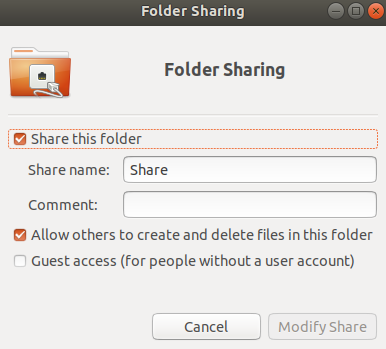 Folder Sharing
Folder Sharing
Share this folder
Share name: Share
Comment:
Allow others to create and delete files in this folder
Guest access (for people without a user account)
Cancel Modify Share